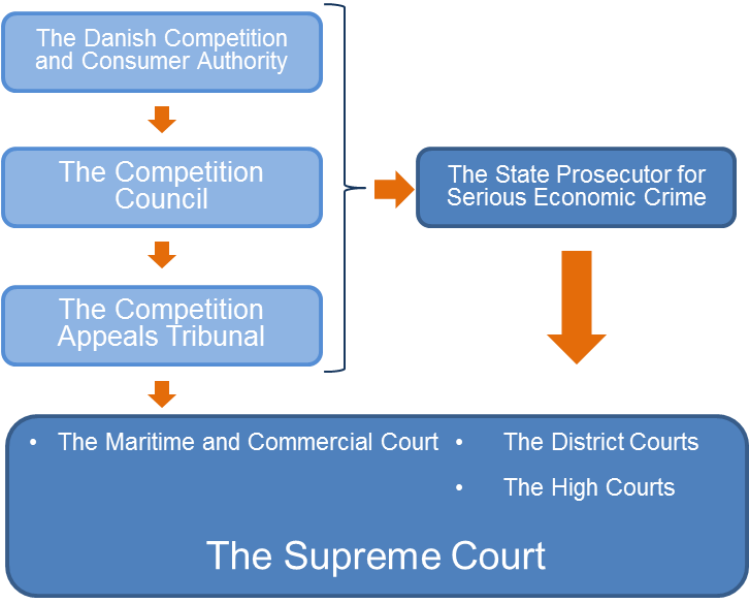 The Danish Competition
and Consumer Authority
The Competition
Council
The State Prosecutor for
Serious Economic Crime
The Competition
Appeals Tribunal
• The Maritime and Commercial Court
• The District Courts
• The High Courts
The Supreme Court